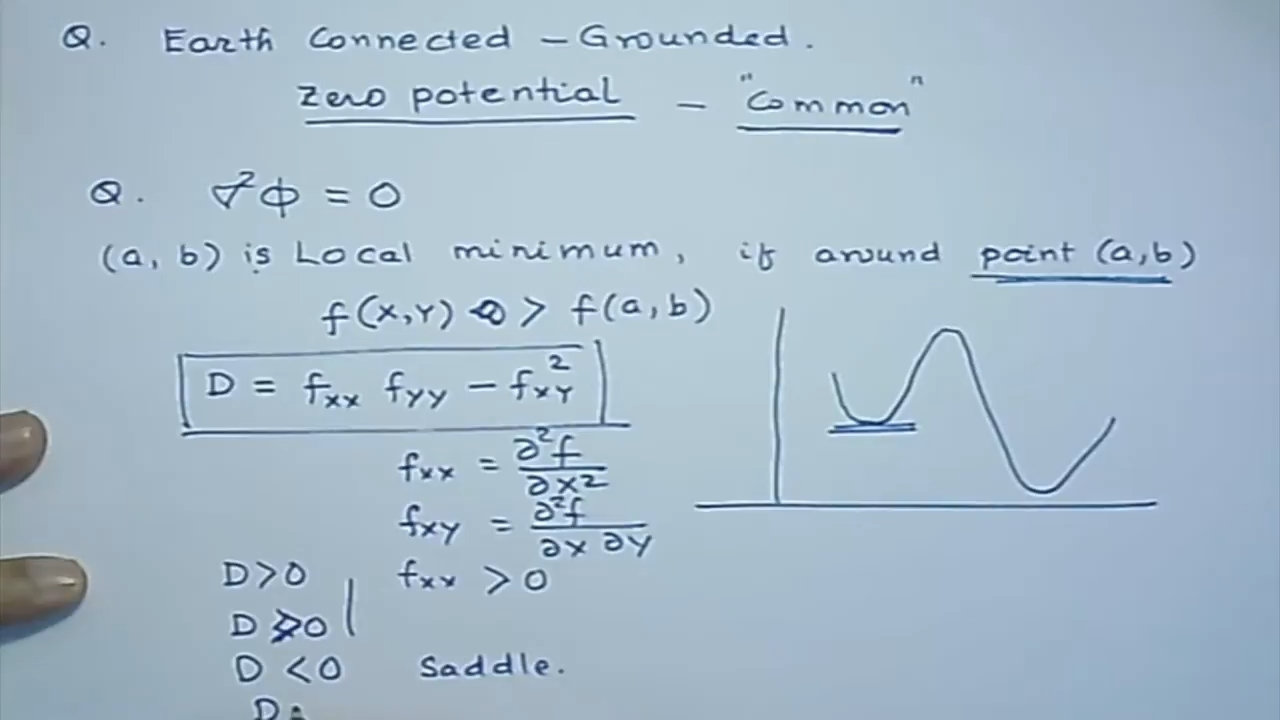 Q. Earth Connected - Grounded.
Zero potential - "Common"
Q. ∇²φ = 0
(a, b) is Local minimum, if around point (a,b)
f(x,y) > f(a,b)
D = fxx fyy - fxy²
fxx = ∂²f/∂x²
fxy = ∂²f/∂x ∂y
D>0 fxx >0
D >0
D <0 Saddle.
D